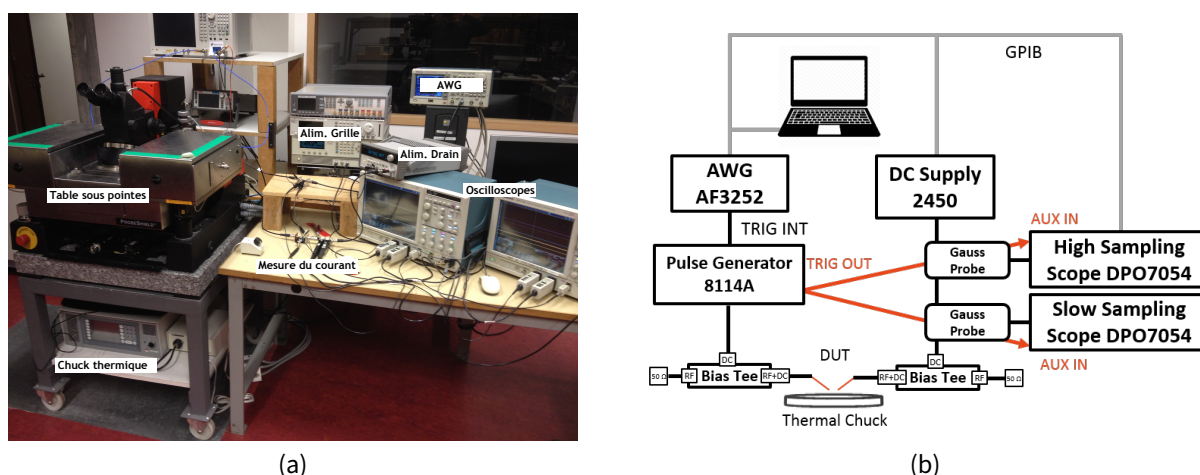 AWG
Alim. Grille
Alim. Drain
Oscilloscopes
Table sous pointes
Mesure du courant
Chuck thermique
(a)
GPIB
AWG
AF3252
DC Supply
2450
TRIG INT
AUX IN
Pulse Generator
8114A
TRIG OUT
Gauss
Probe
High Sampling
Scope DPO7054
Gauss
Probe
Slow Sampling
Scope DPO7054
AUX IN
DC
DUT
DC
50 Ω
RF
Bias Tee
RF+DC
RF+DC
Bias Tee
RF
50 Ω
Thermal Chuck
(b)